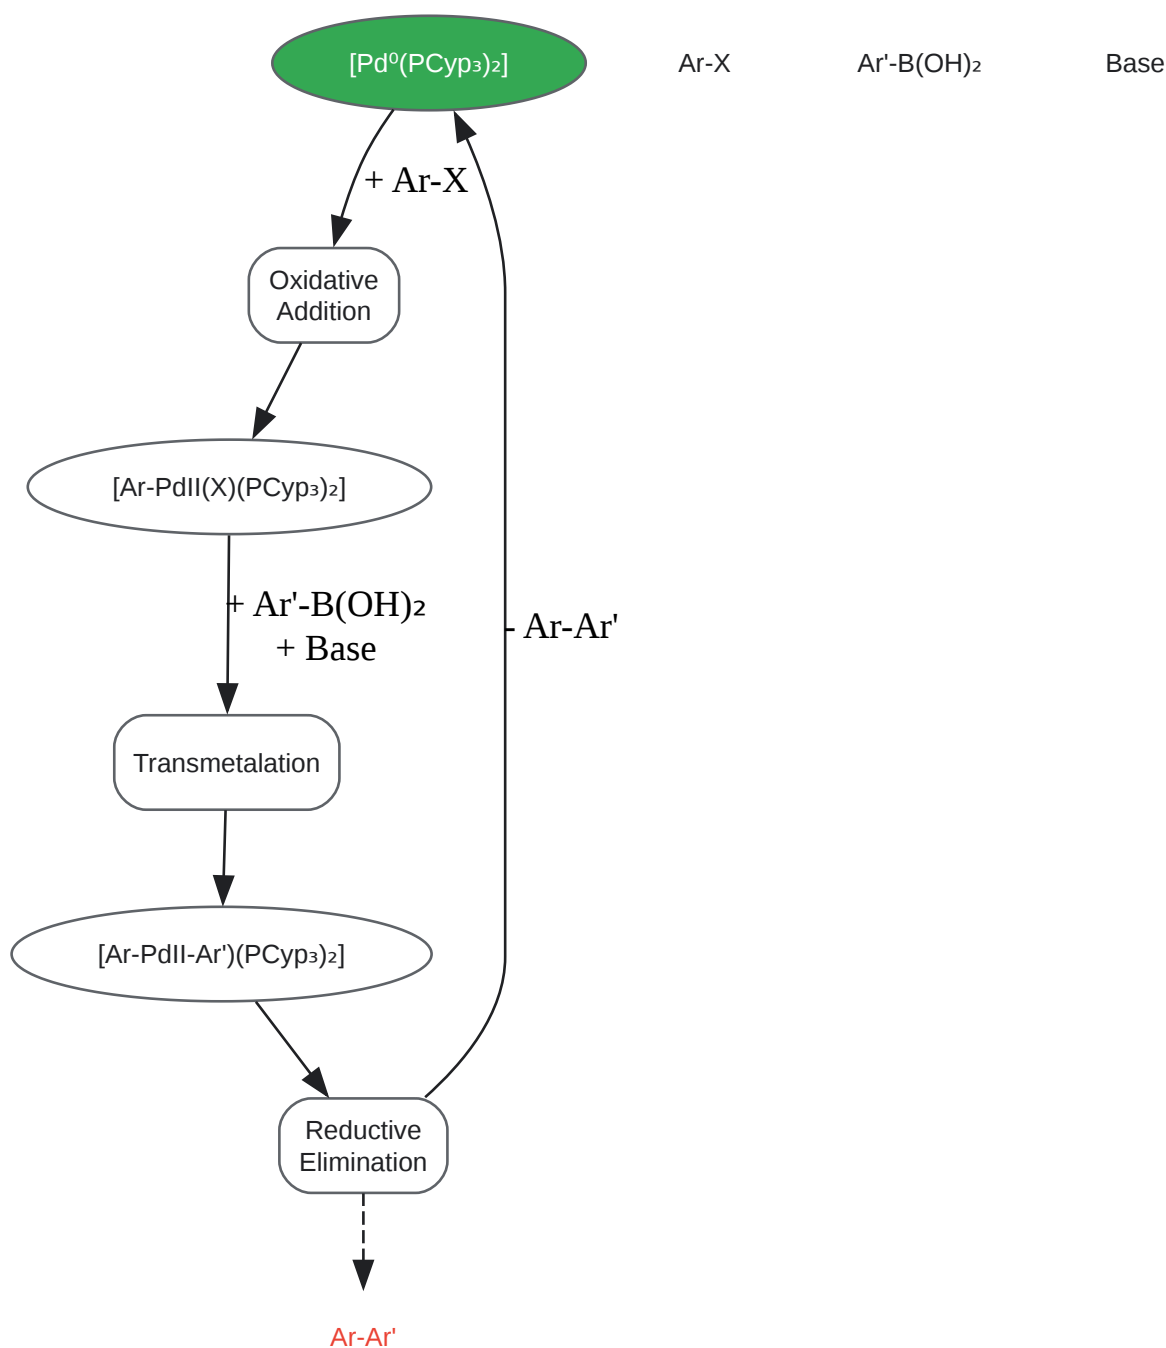 [Pd⁰(PCyp₃)₂]
Ar-X
Ar'-B(OH)₂
Base
+ Ar-X
Oxidative
Addition
[Ar-PdII(X)(PCyp₃)₂]
+ Ar'-B(OH)₂
+ Base
- Ar-Ar'
Transmetalation
[Ar-PdII-Ar')(PCyp₃)₂]
Reductive
Elimination
Ar-Ar'